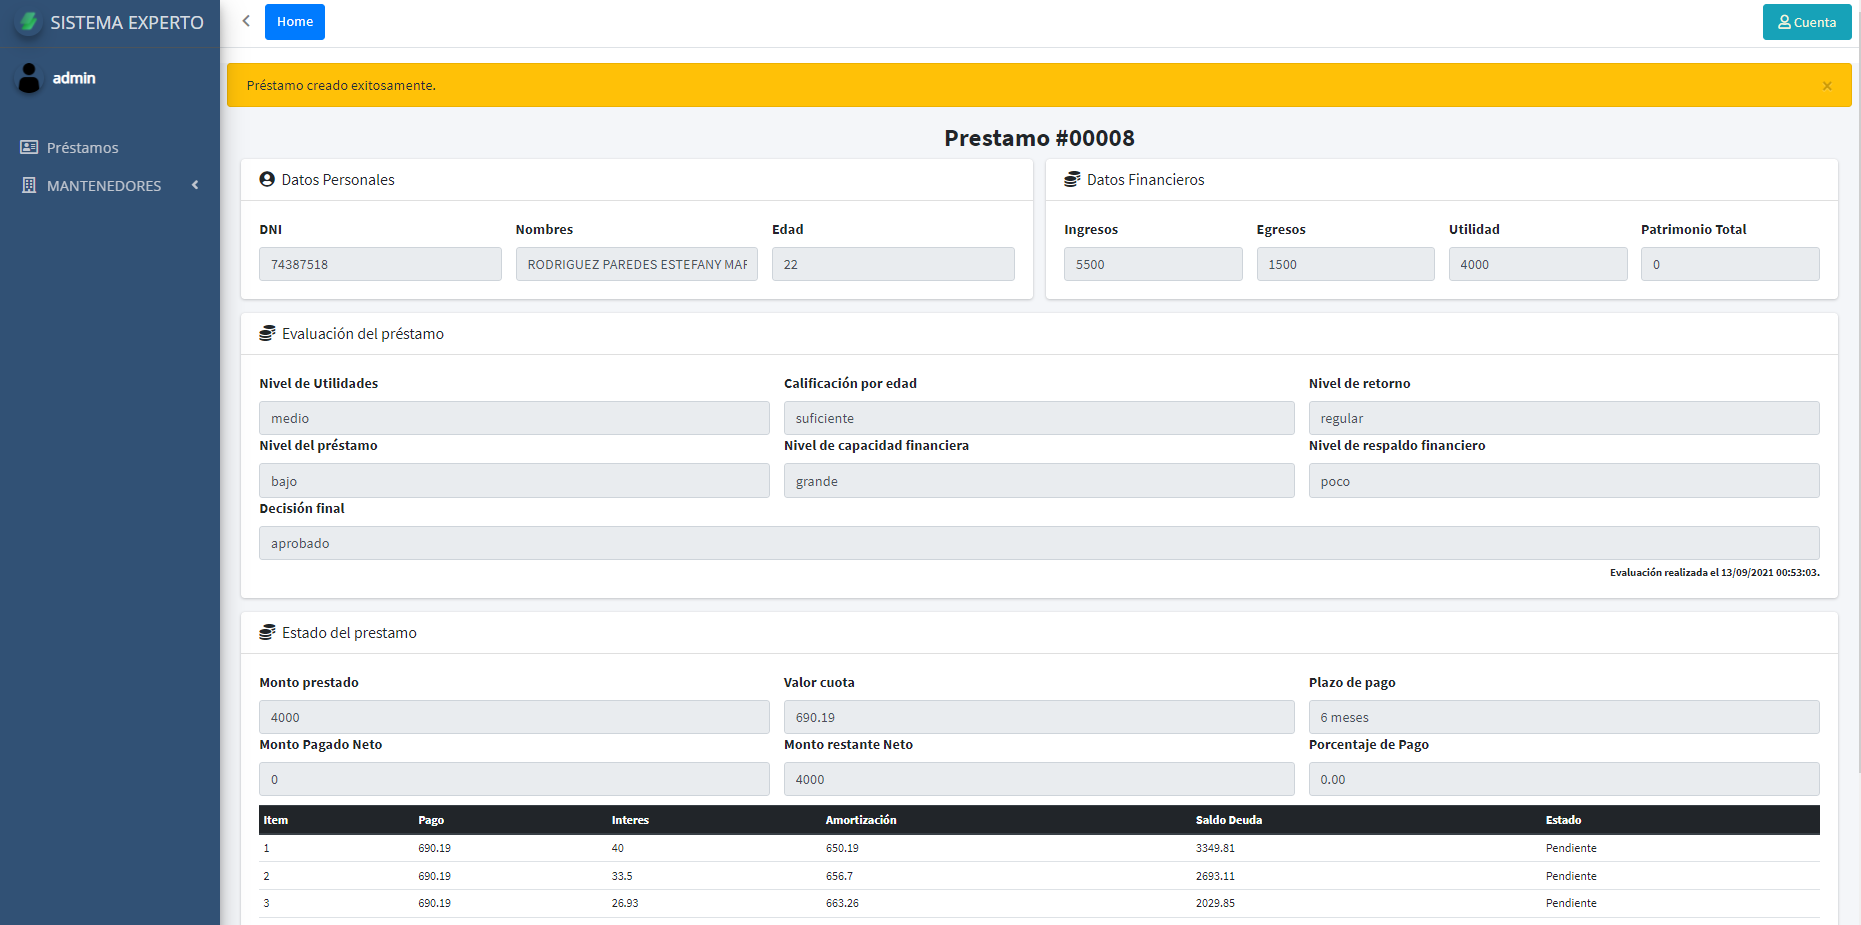 SISTEMA EXPERTO
Home
Cuenta
admin
Préstamos
MANTENEDORES
Préstamo creado exitosamente.
×
Prestamo #00008
Datos Personales
DNI Nombres Edad
74387518 RODRIGUEZ PAREDES ESTEFANY 22
Datos Financieros
Ingresos Egresos Utilidad Patrimonio Total
5500 1500 4000 0
Evaluación del préstamo
Nivel de Utilidades Calificación por edad Nivel de retorno
medio suficiente regular
Nivel del préstamo Nivel de capacidad financiera Nivel de respaldo financiero
bajo grande poco
Decisión final
aprobado
Evaluación realizada el 13/09/2021 00:53:03.
Estado del prestamo
Monto prestado Valor cuota Plazo de pago
4000 690.19 6 meses
Monto Pagado Neto Monto restante Neto Porcentaje de Pago
0 4000 0.00
Item Pago Interes Amortización Saldo Deuda Estado
1 690.19 40 650.19 3349.81 Pendiente
2 690.19 33.5 656.7 2693.11 Pendiente
3 690.19 26.93 663.26 2029.85 Pendiente